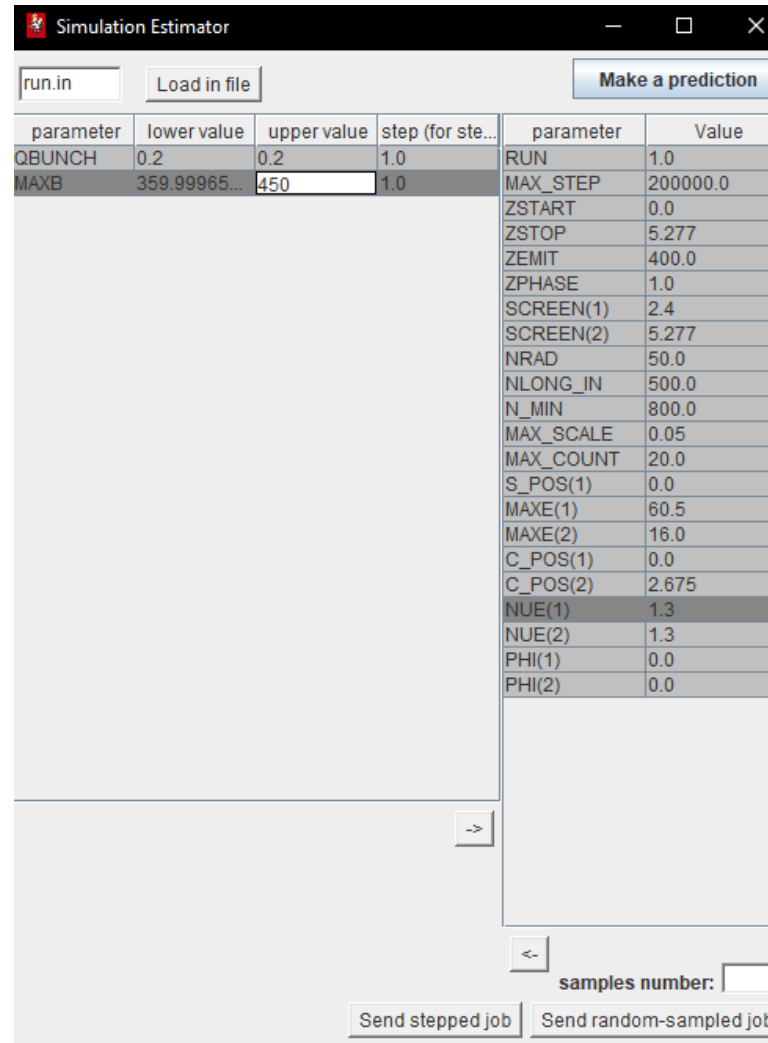 Simulation Estimator
run.in Load in file Make a prediction
parameter lower value upper value step (for ste... parameter Value
QBUNCH 0.2 0.2 1.0 RUN 1.0
MAXB 359.99965... 450 1.0 MAX_STEP 200000.0
ZSTART 0.0
ZSTOP 5.277
ZEMIT 400.0
ZPHASE 1.0
SCREEN(1) 2.4
SCREEN(2) 5.277
NRAD 50.0
NLONG_IN 500.0
N_MIN 800.0
MAX_SCALE 0.05
MAX_COUNT 20.0
S_POS(1) 0.0
MAXE(1) 60.5
MAXE(2) 16.0
C_POS(1) 0.0
C_POS(2) 2.675
NUE(1) 1.3
NUE(2) 1.3
PHI(1) 0.0
PHI(2) 0.0
->
<-
samples number:
Send stepped job Send random-sampled job